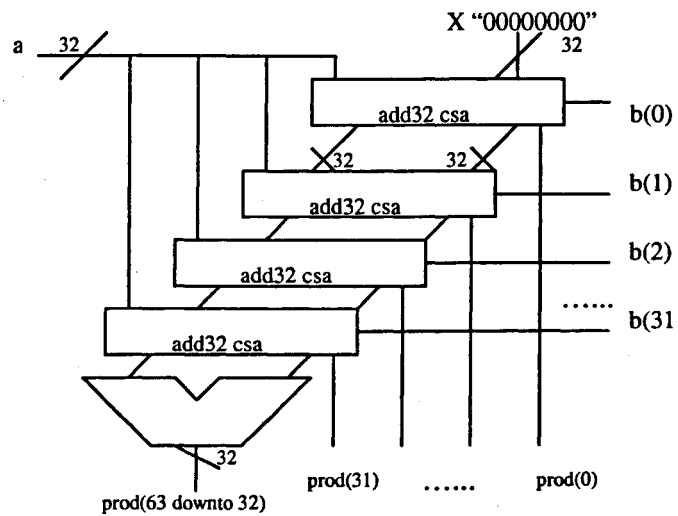 X "00000000"
a
32
32
add32 csa
b(0)
32
32
add32 csa
b(1)
add32 csa
b(2)
......
add32 csa
b(31
32
prod(31)
......
prod(0)
prod(63 downto 32)